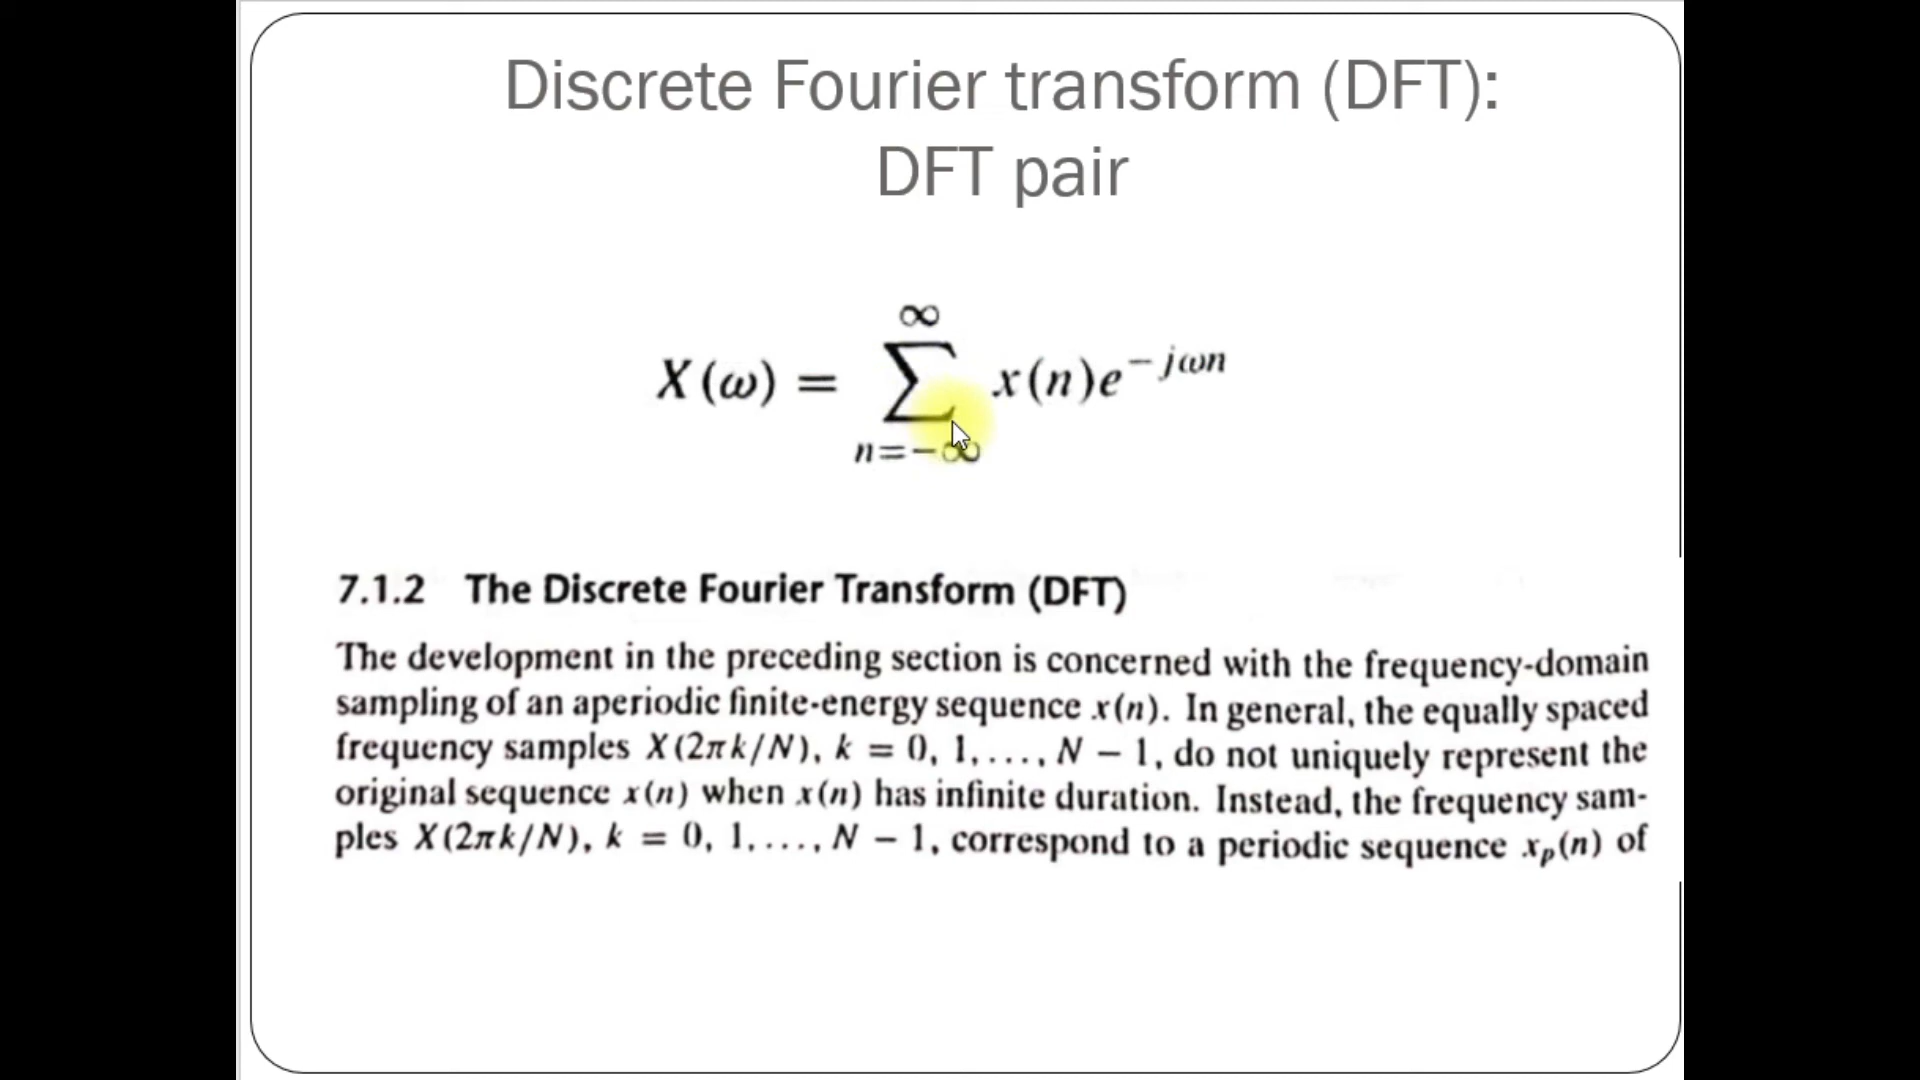 Discrete Fourier transform (DFT):
DFT pair
X(ω) = ∑_{n=-∞}^{∞} x(n)e^{-jωn}
7.1.2 The Discrete Fourier Transform (DFT)
The development in the preceding section is concerned with the frequency-domain
sampling of an aperiodic finite-energy sequence x(n). In general, the equally spaced
frequency samples X(2πk/N), k = 0, 1, ..., N − 1, do not uniquely represent the
original sequence x(n) when x(n) has infinite duration. Instead, the frequency sam-
ples X(2πk/N), k = 0, 1, ..., N − 1, correspond to a periodic sequence x_p(n) of